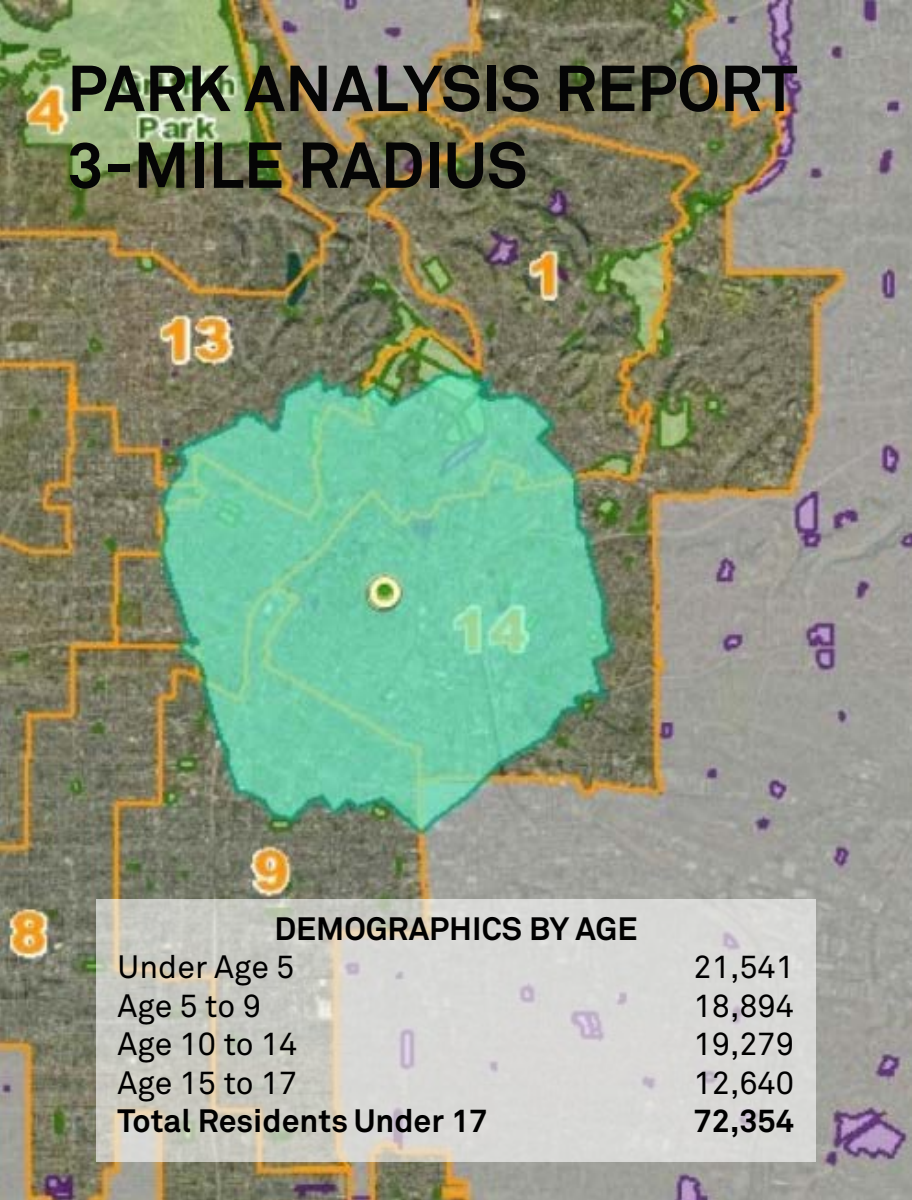 PARK ANALYSIS REPORT
4
Park
3-MILE RADIUS
1
13
14
9
8
DEMOGRAPHICS BY AGE
Under Age 5 21,541
Age 5 to 9 18,894
Age 10 to 14 19,279
Age 15 to 17 12,640
Total Residents Under 17 72,354